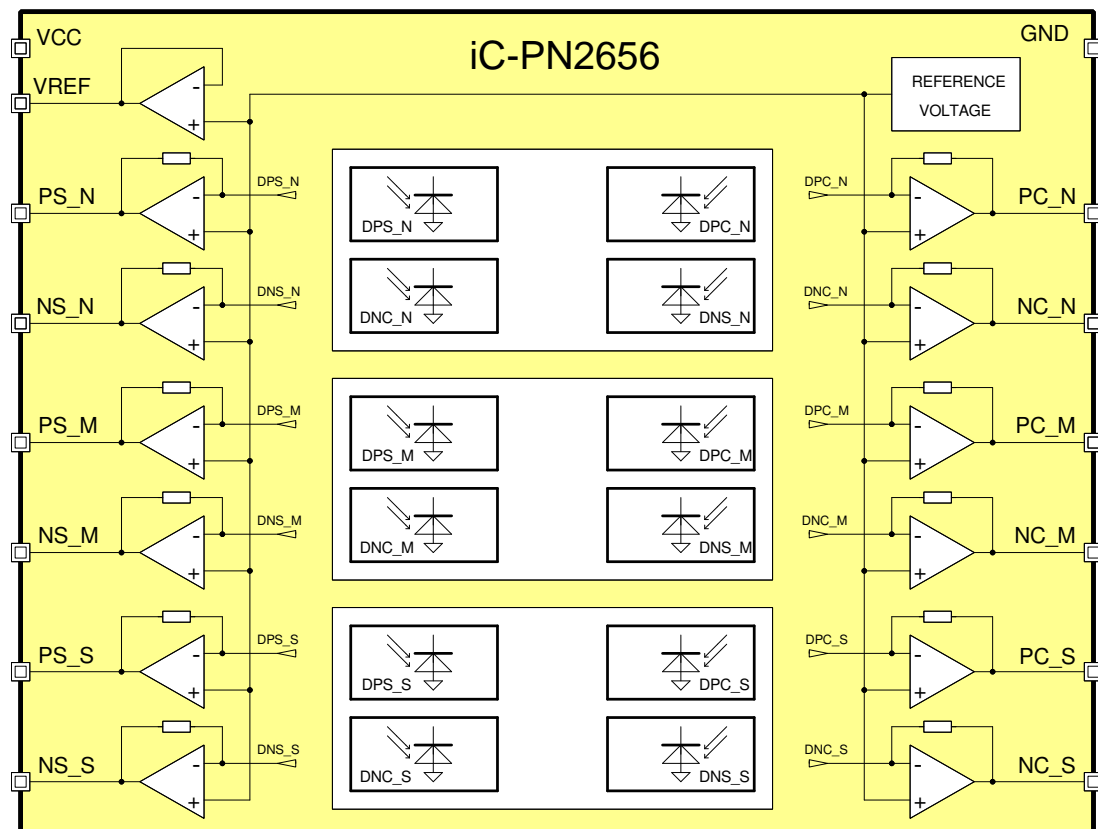 VCC
iC-PN2656
GND
VREF
REFERENCE
VOLTAGE
-
+
PS_N
DPS_N
-
+
DPS_N
DPC_N
DPC_N
-
+
PC_N
NS_N
DNS_N
-
+
DNC_N
DNS_N
DNC_N
-
+
NC_N
PS_M
DPS_M
-
+
DPS_M
DPC_M
DPC_M
-
+
PC_M
NS_M
DNS_M
-
+
DNC_M
DNS_M
DNC_M
-
+
NC_M
PS_S
DPS_S
-
+
DPS_S
DPC_S
DPC_S
-
+
PC_S
NS_S
DNS_S
-
+
DNC_S
DNS_S
DNC_S
-
+
NC_S